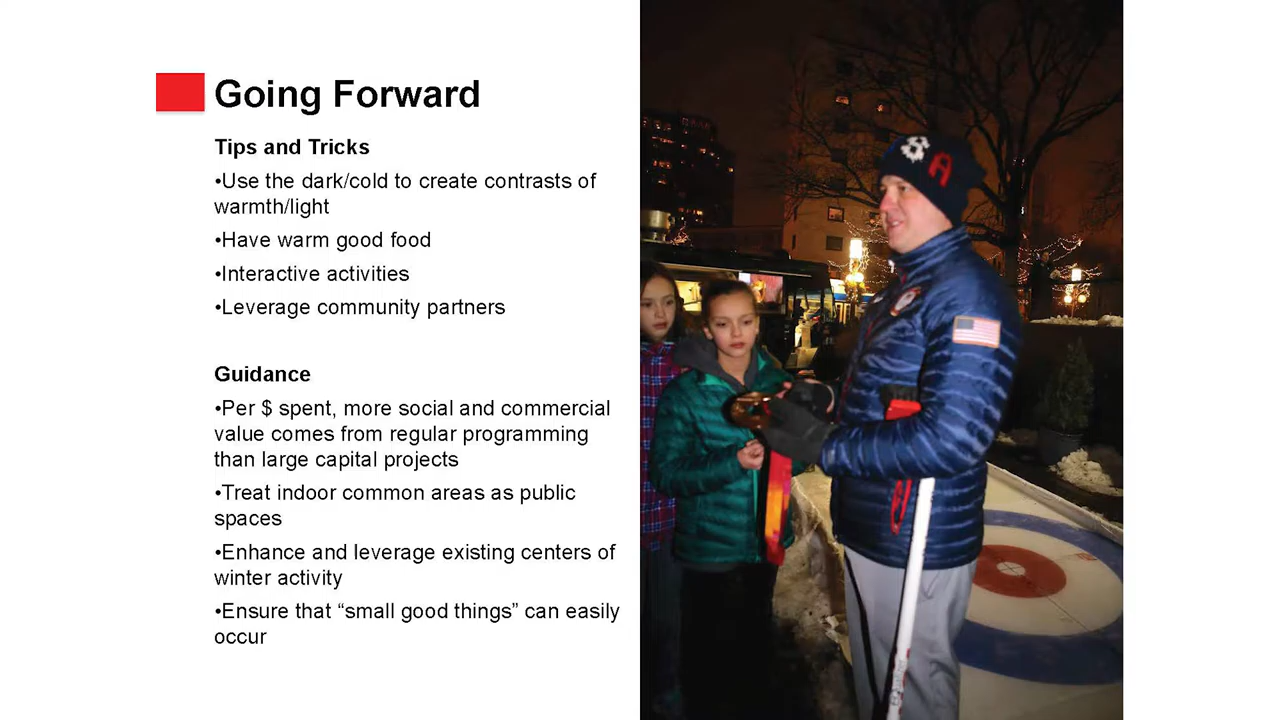 Going Forward
Tips and Tricks
•Use the dark/cold to create contrasts of
warmth/light
•Have warm good food
•Interactive activities
•Leverage community partners
Guidance
•Per $ spent, more social and commercial
value comes from regular programming
than large capital projects
•Treat indoor common areas as public
spaces
•Enhance and leverage existing centers of
winter activity
•Ensure that “small good things” can easily
occur